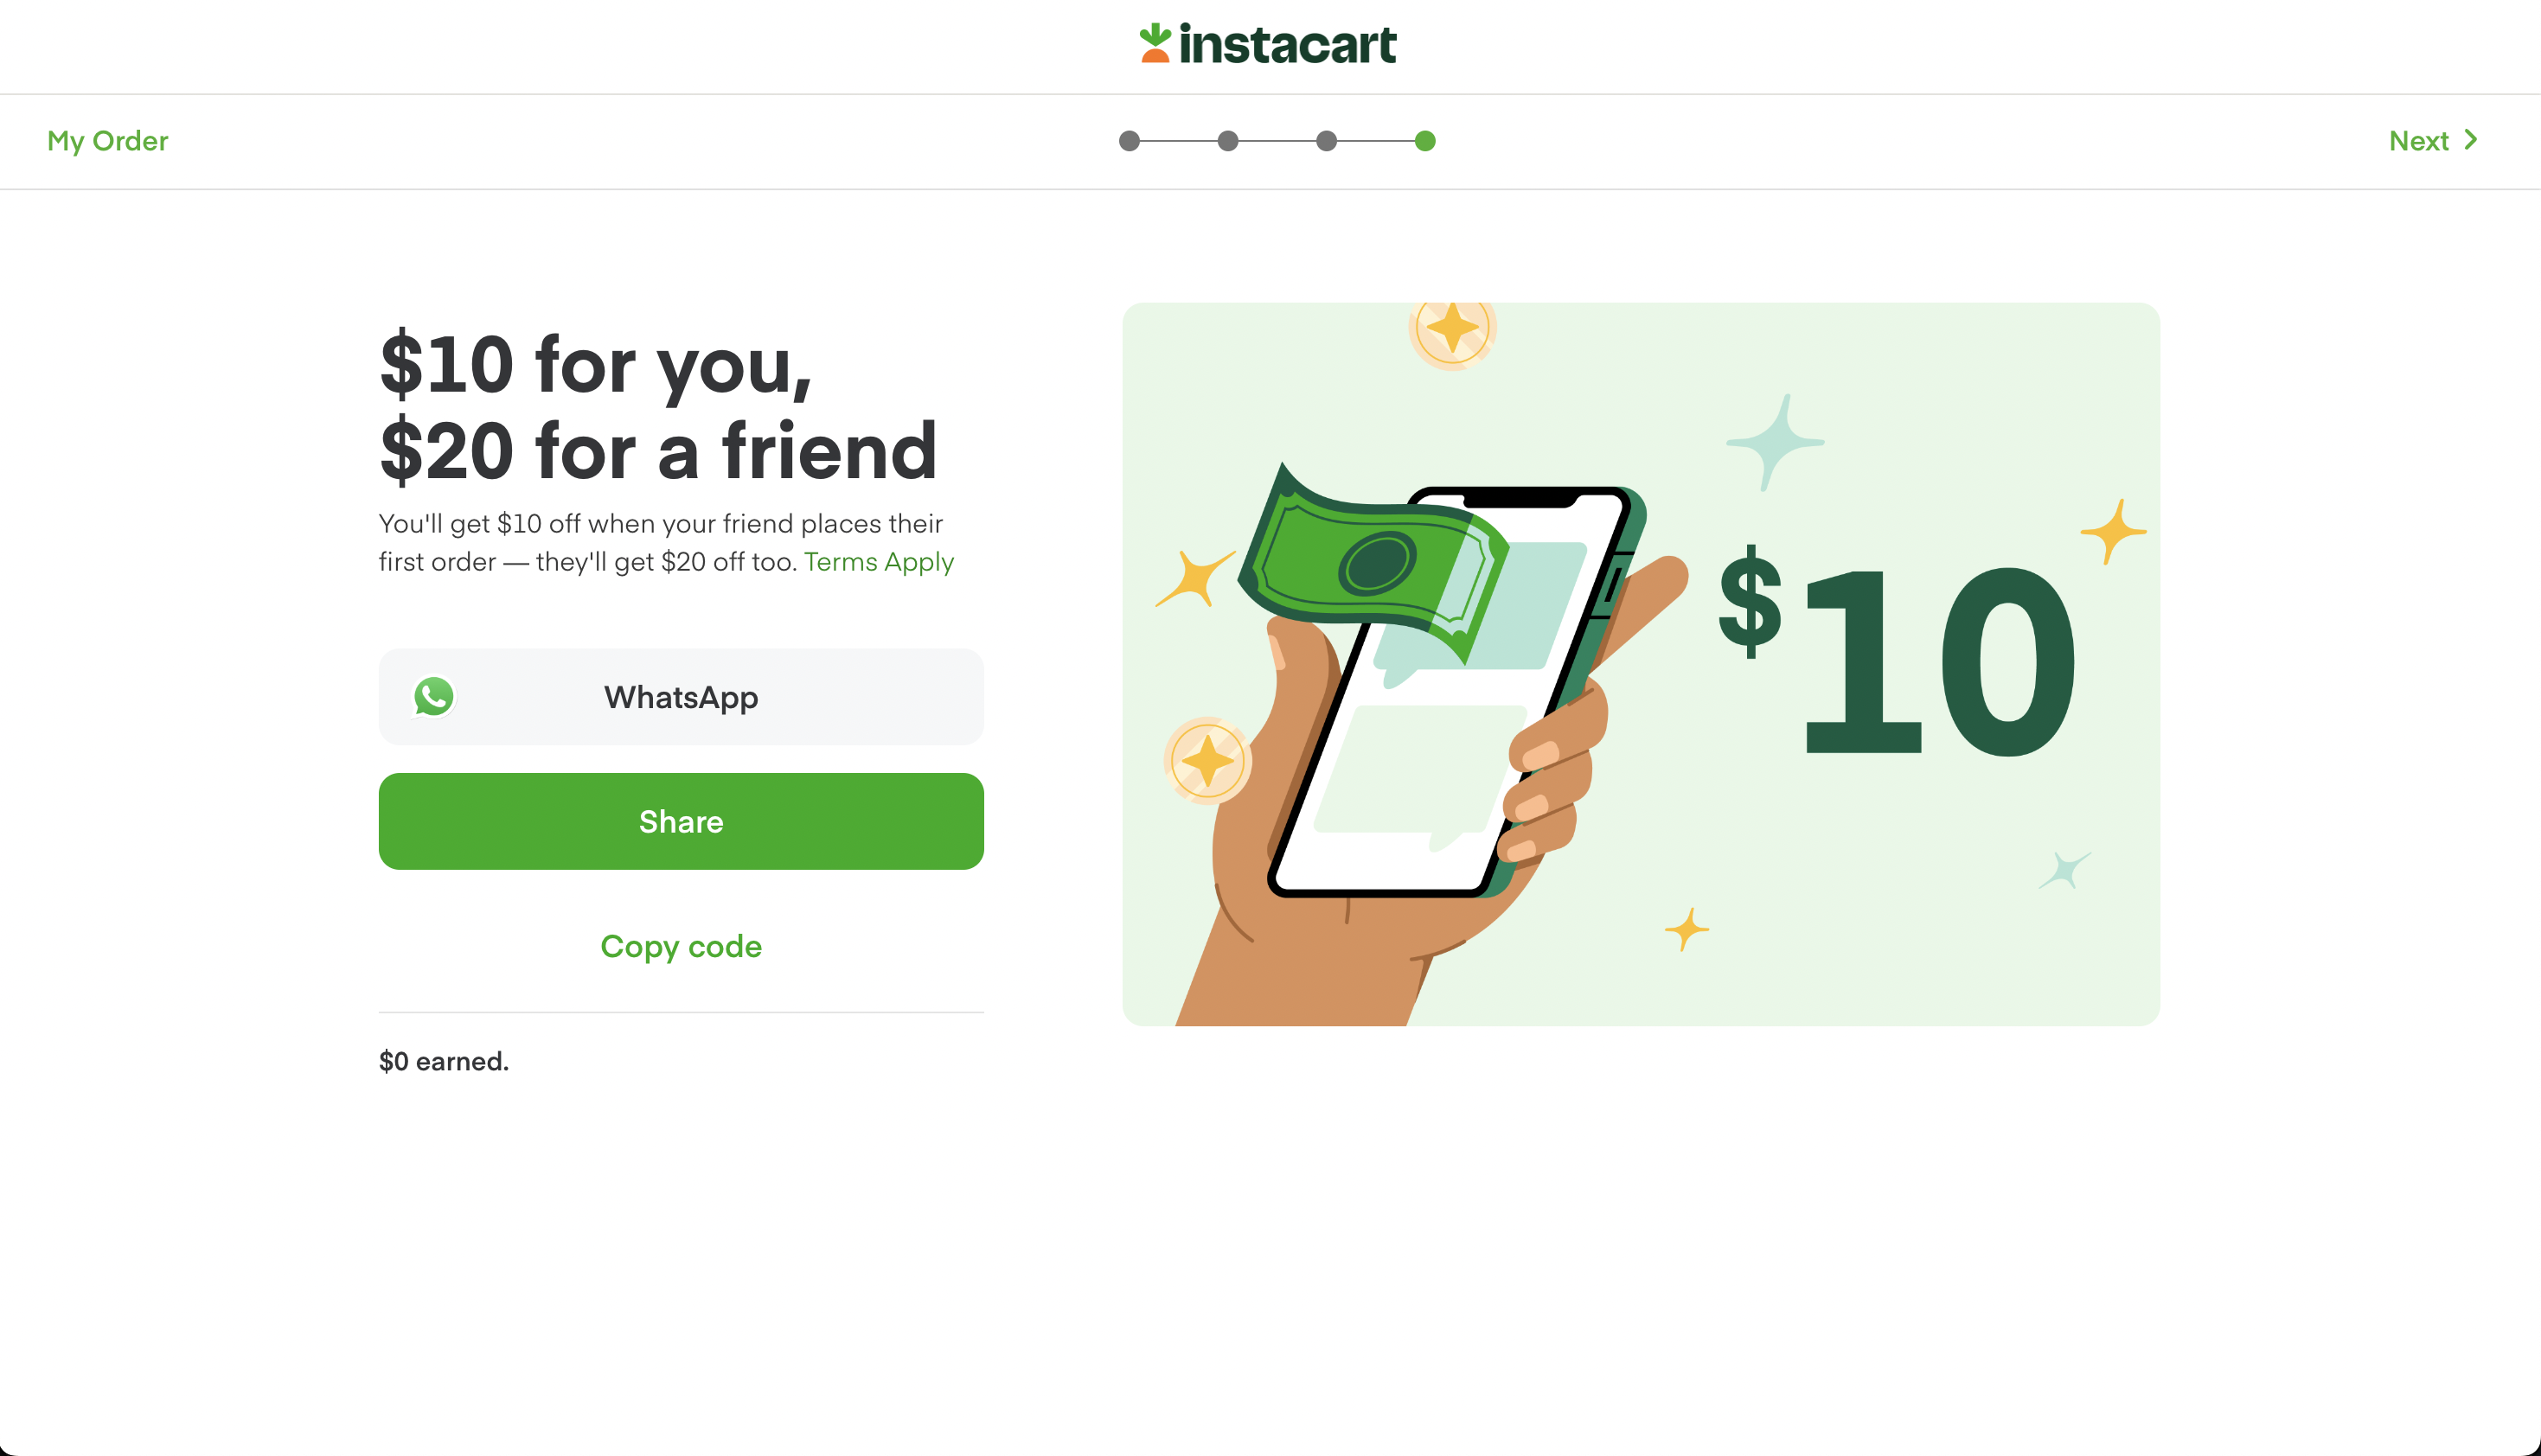 instacart
My Order
Next
$10 for you,
$20 for a friend
You'll get $10 off when your friend places their
first order — they'll get $20 off too. Terms Apply
WhatsApp
Share
Copy code
$0 earned.
$10